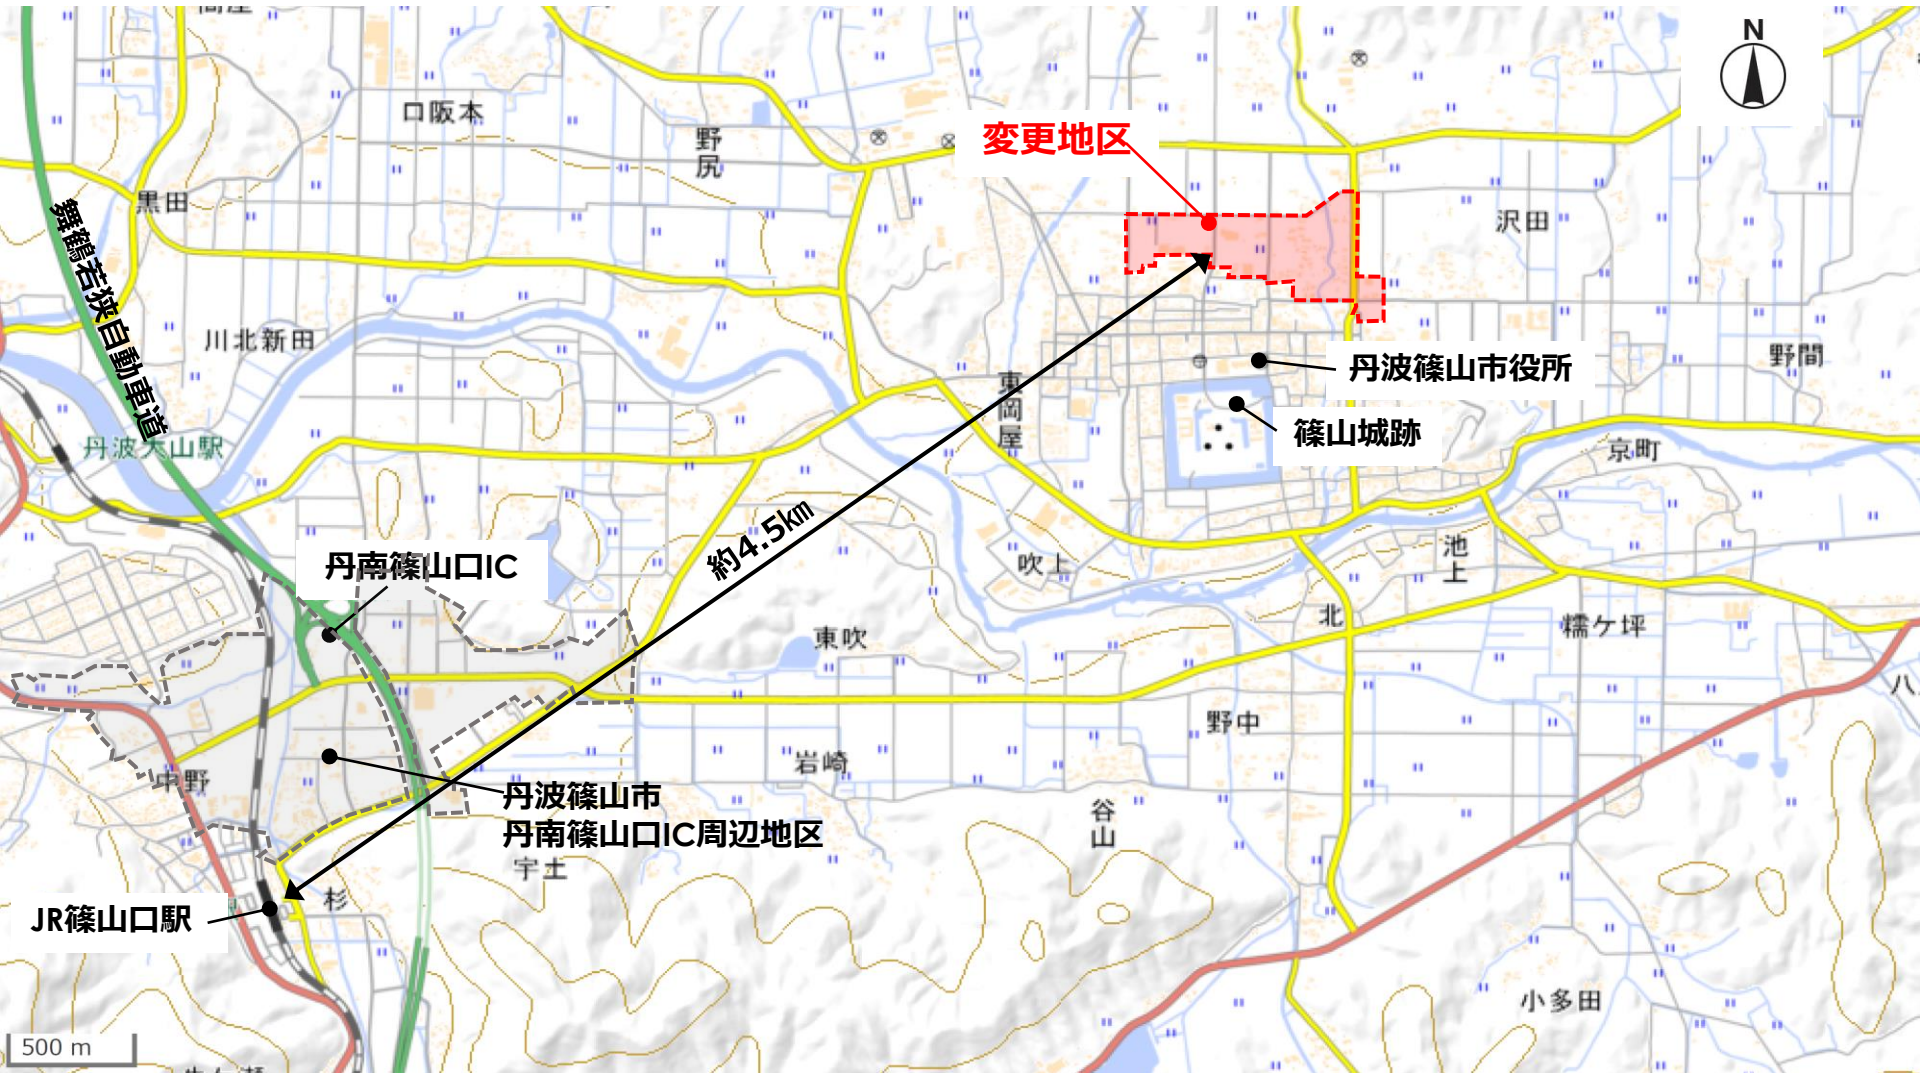 N
口阪本
野尻
変更地区
黒田
沢田
舞鶴若狭自動車道
川北新田
野間
丹波篠山市役所
東岡屋
篠山城跡
丹波大山駅
京町
約4.5㎞
丹南篠山口IC
吹上
池上
北
糯ケ坪
東吹
八
野中
岩崎
中野
丹波篠山市
丹南篠山口IC周辺地区
谷山
宇土
杉
JR篠山口駅
小多田
500 m